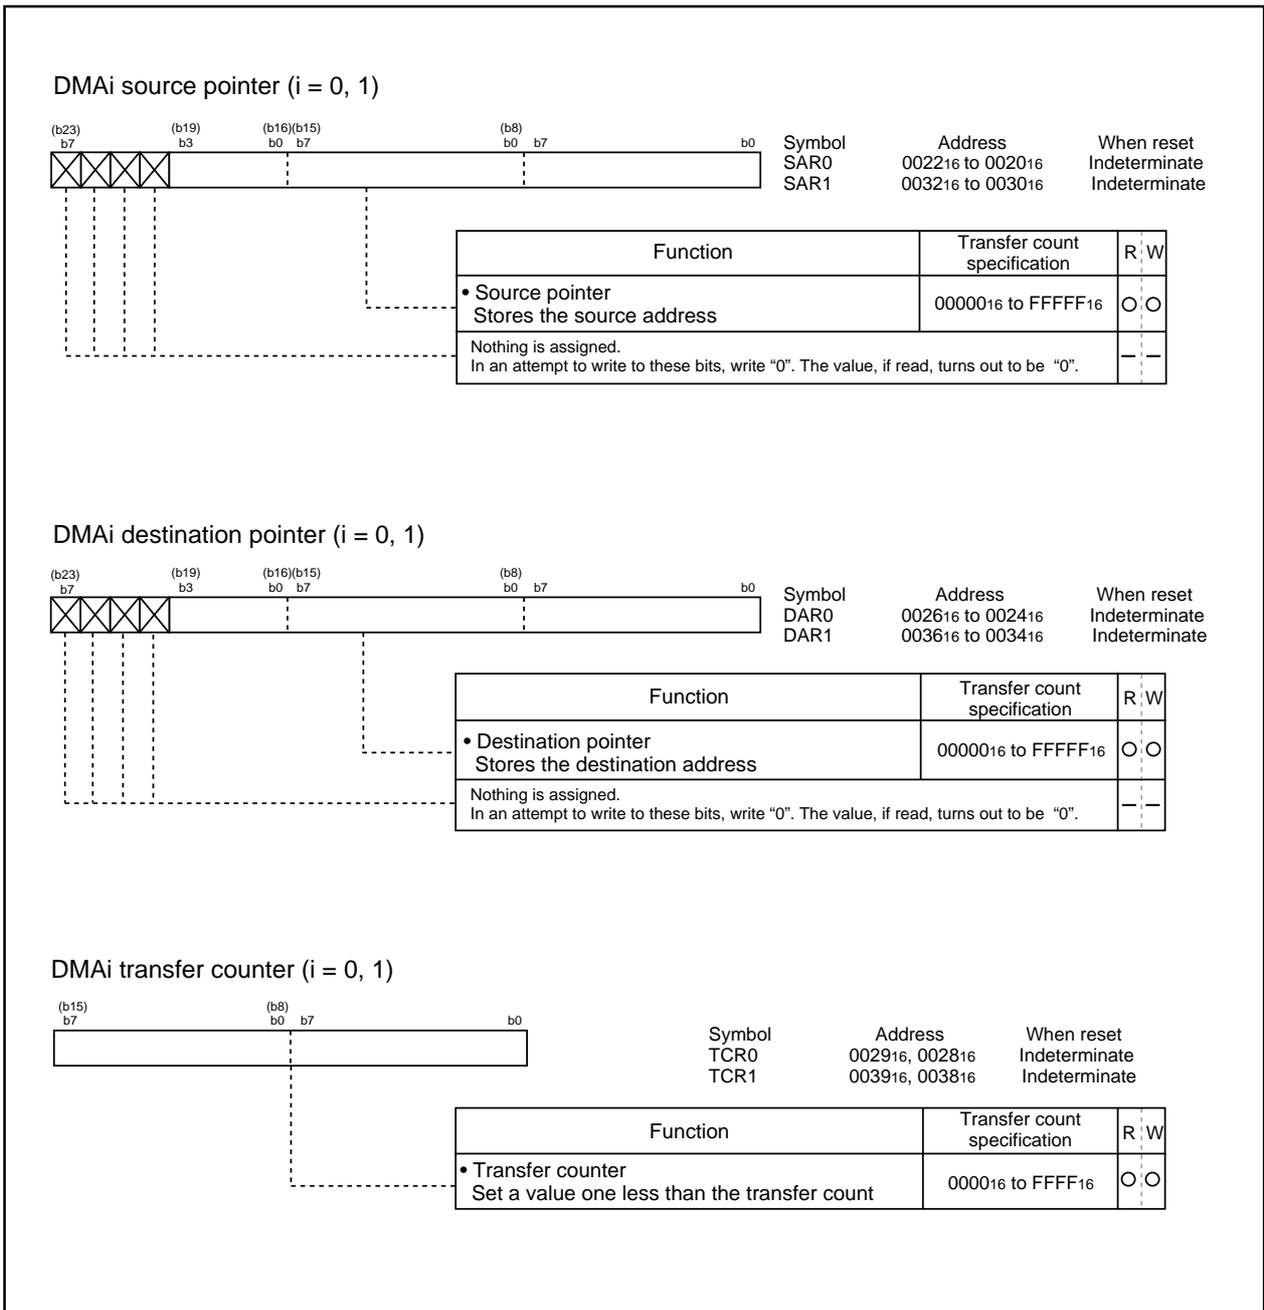 DMAi source pointer (i = 0, 1)
(b23) (b19) (b16)(b15) (b8)
b7 b3 b0 b7 b0 b7 b0
Symbol Address When reset
SAR0 002216 to 002016 Indeterminate
SAR1 003216 to 003016 Indeterminate
Function Transfer count specification R W
• Source pointer
Stores the source address 0000016 to FFFFF16
Nothing is assigned.
In an attempt to write to these bits, write “0”. The value, if read, turns out to be “0”.
DMAi destination pointer (i = 0, 1)
(b23) (b19) (b16)(b15) (b8)
b7 b3 b0 b7 b0 b7 b0
Symbol Address When reset
DAR0 002616 to 002416 Indeterminate
DAR1 003616 to 003416 Indeterminate
Function Transfer count specification R W
• Destination pointer
Stores the destination address 0000016 to FFFFF16
Nothing is assigned.
In an attempt to write to these bits, write “0”. The value, if read, turns out to be “0”.
DMAi transfer counter (i = 0, 1)
(b15) (b8)
b7 b0 b7 b0
Symbol Address When reset
TCR0 002916, 002816 Indeterminate
TCR1 003916, 003816 Indeterminate
Function Transfer count specification R W
• Transfer counter
Set a value one less than the transfer count 000016 to FFFF16